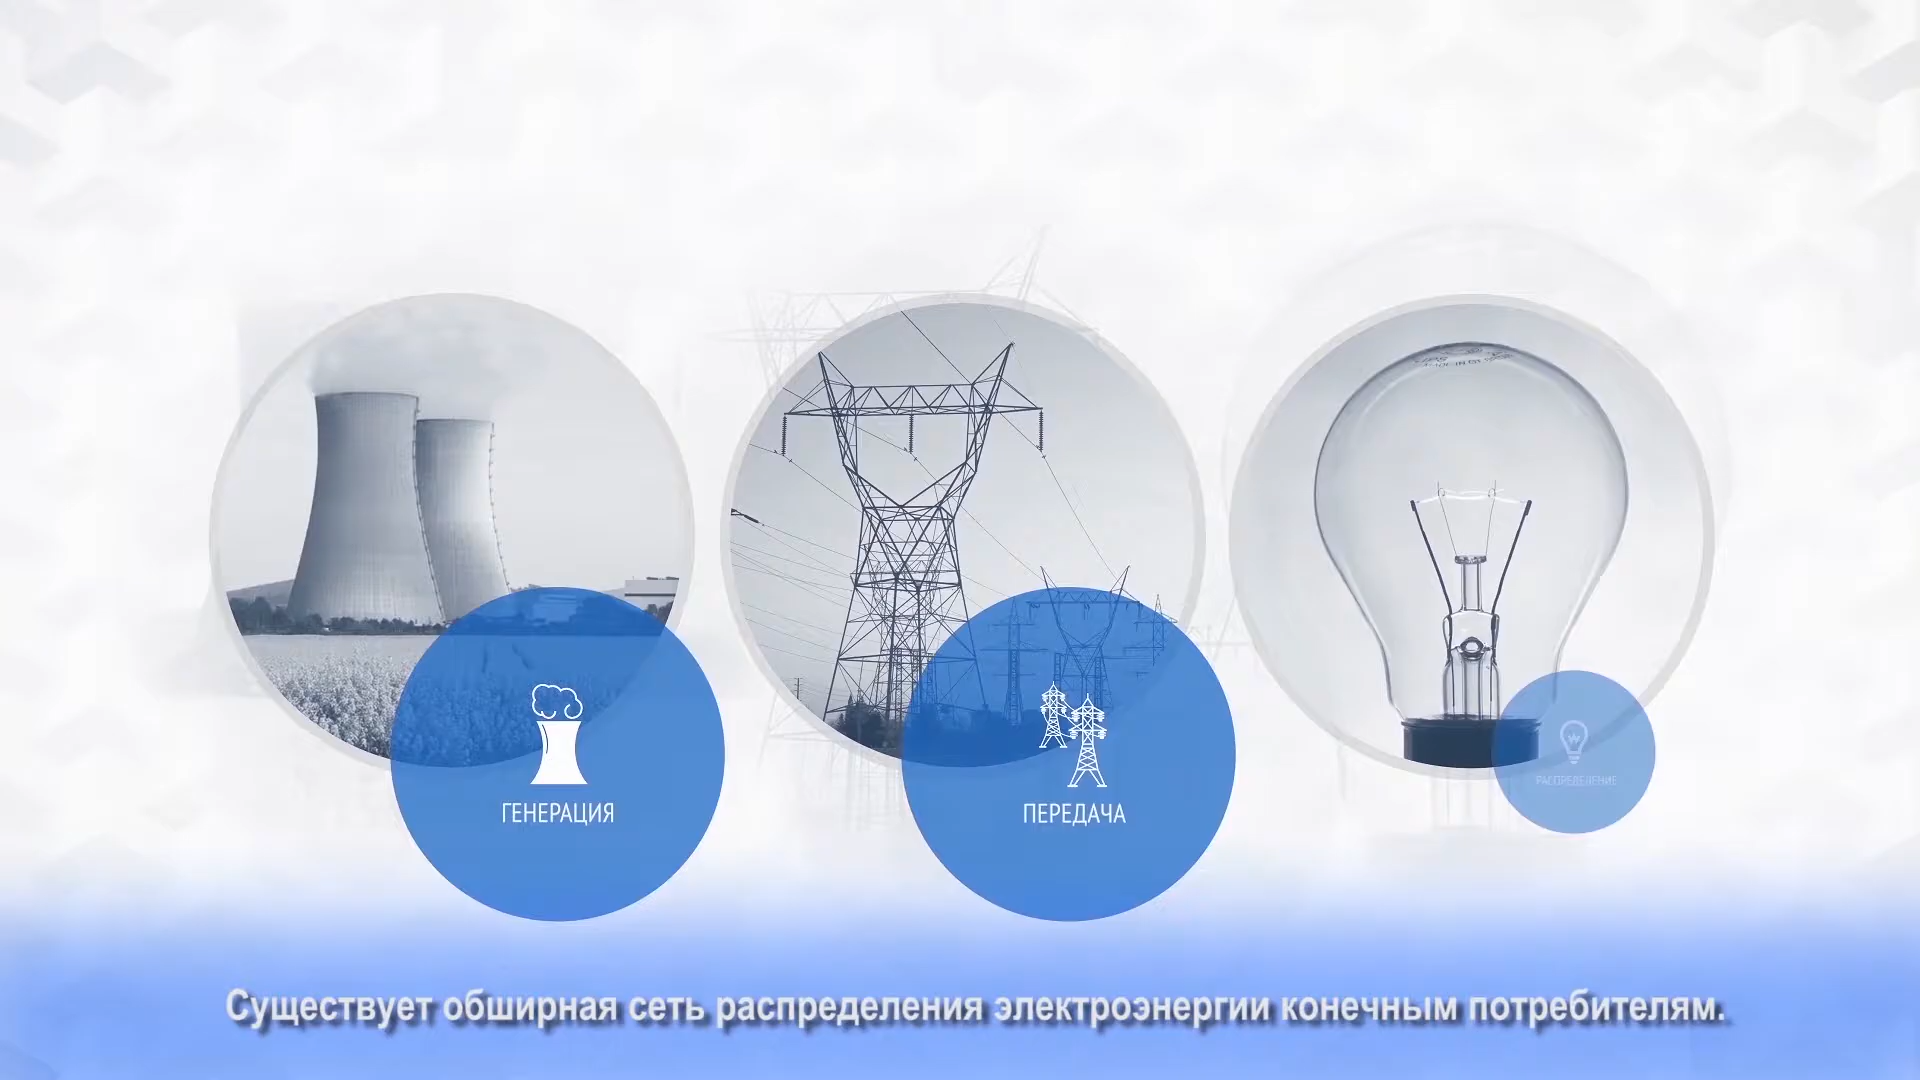 ГЕНЕРАЦИЯ
ПЕРЕДАЧА
РАСПРЕДЕЛЕНИЕ
Существует обширная сеть распределения электроэнергии конечным потребителям.